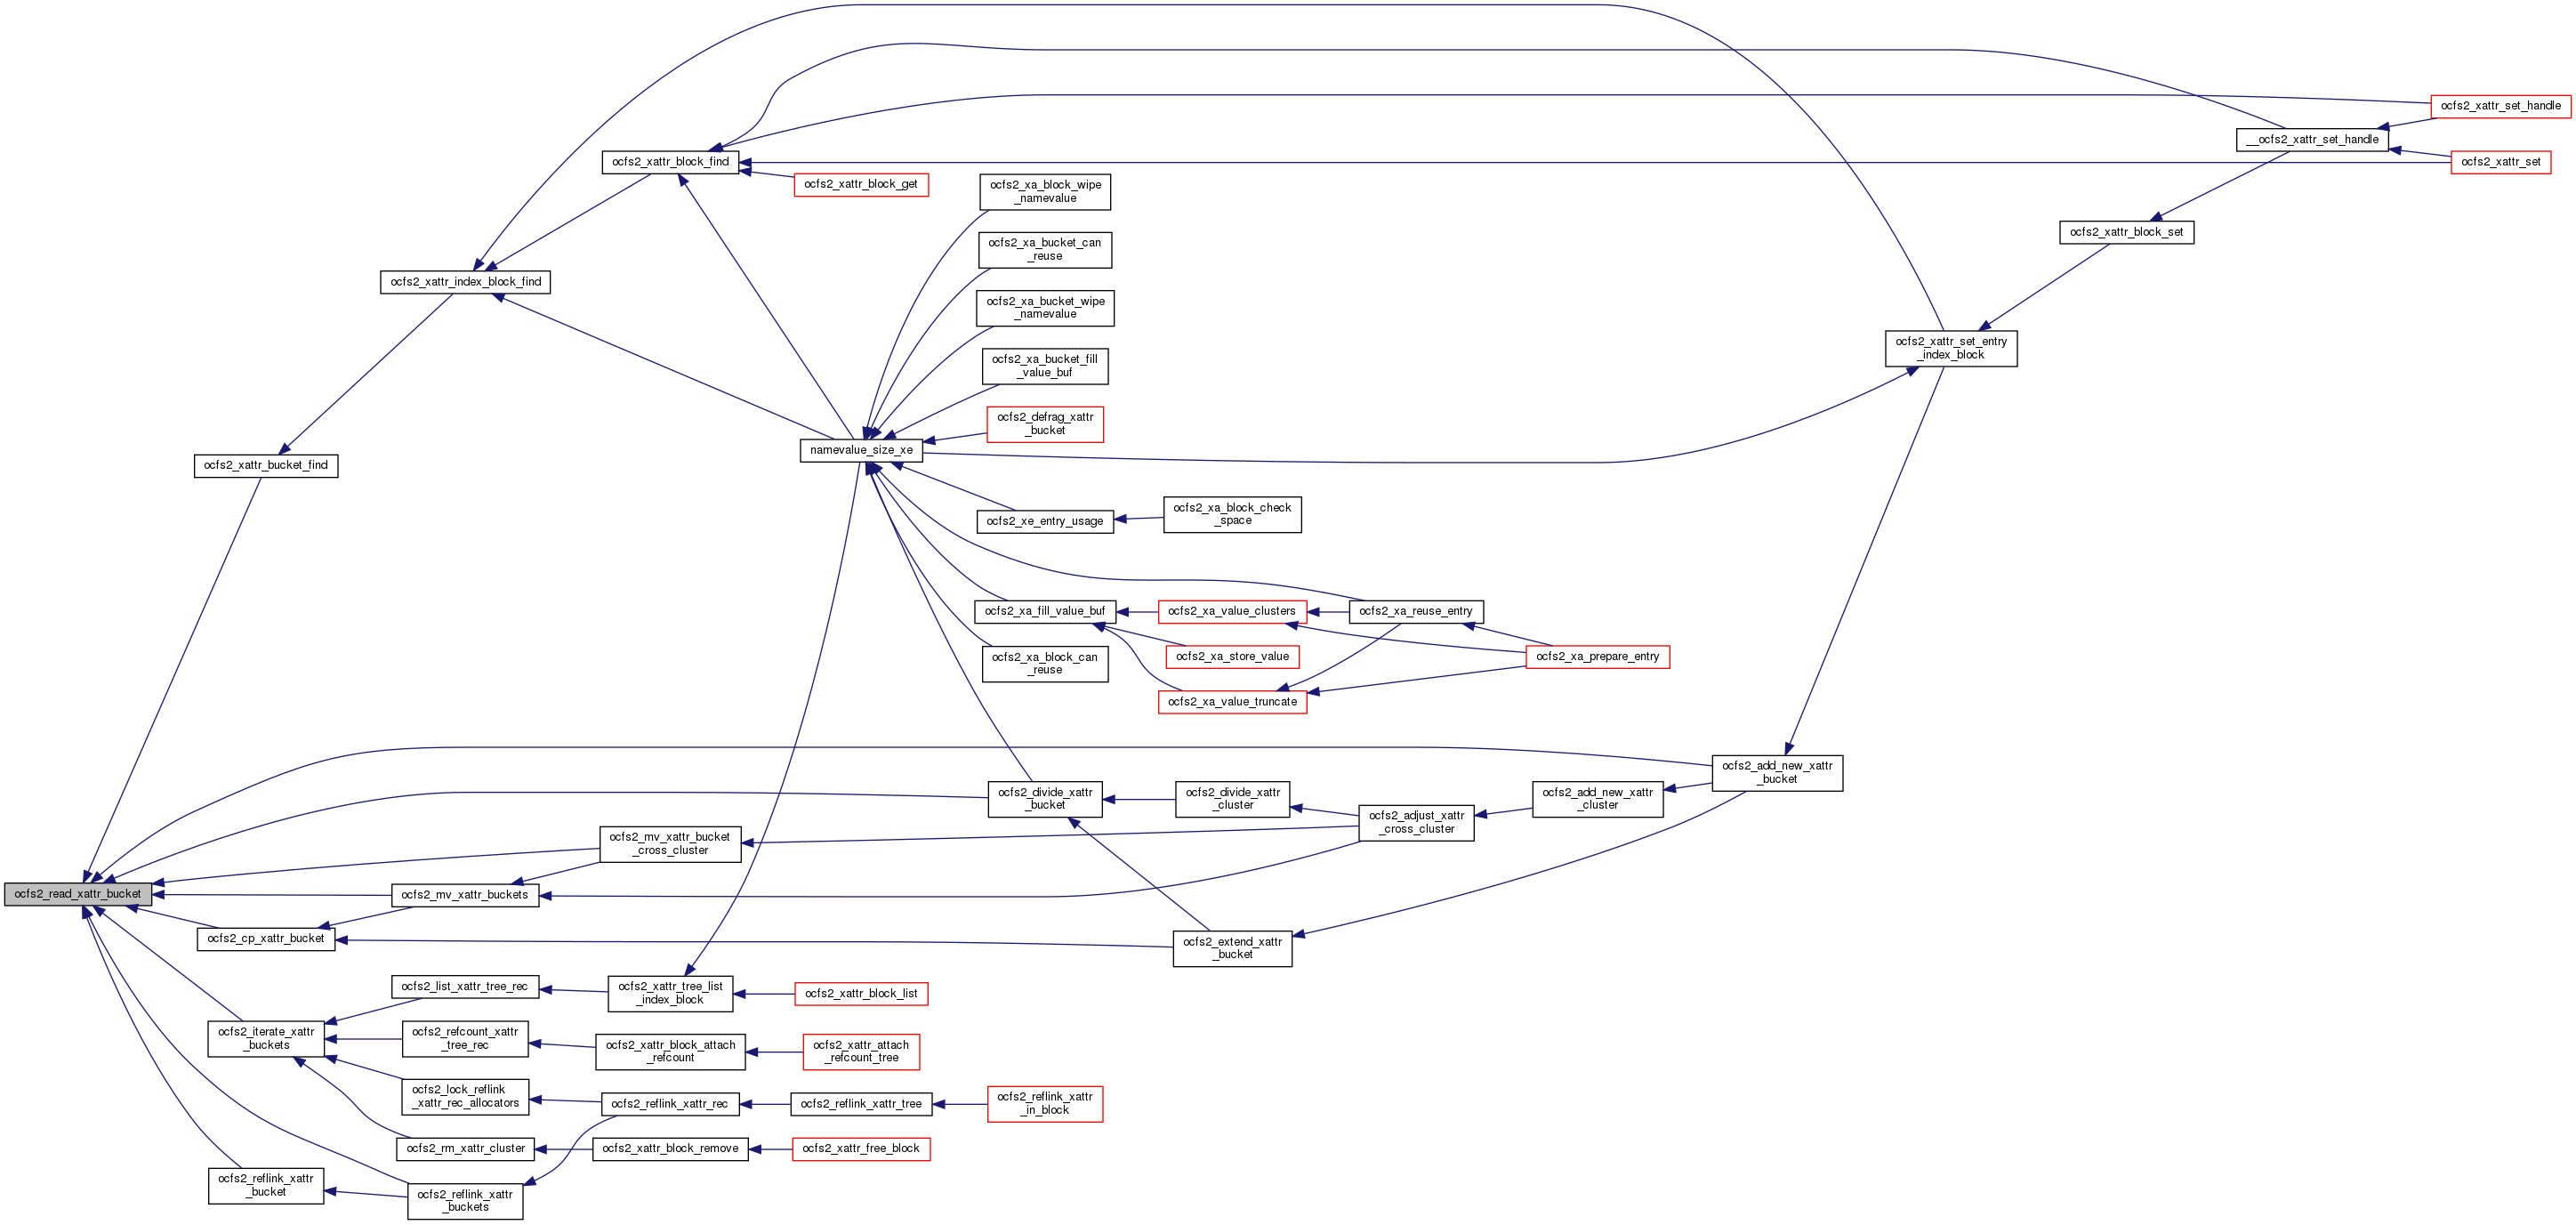 ocfs2_xattr_set_handle
__ocfs2_xattr_set_handle
ocfs2_xattr_block_find
ocfs2_xattr_set
ocfs2_xattr_block_get
ocfs2_xa_block_wipe
_namevalue
ocfs2_xattr_block_set
ocfs2_xa_bucket_can
_reuse
ocfs2_xattr_index_block_find
ocfs2_xa_bucket_wipe
_namevalue
ocfs2_xattr_set_entry
_index_block
ocfs2_xa_bucket_fill
_value_buf
ocfs2_defrag_xattr
_bucket
namevalue_size_xe
ocfs2_xattr_bucket_find
ocfs2_xe_entry_usage
ocfs2_xa_block_check
_space
ocfs2_xa_fill_value_buf
ocfs2_xa_value_clusters
ocfs2_xa_reuse_entry
ocfs2_xa_block_can
_reuse
ocfs2_xa_store_value
ocfs2_xa_prepare_entry
ocfs2_xa_value_truncate
ocfs2_add_new_xattr
_bucket
ocfs2_divide_xattr
_bucket
ocfs2_divide_xattr
_cluster
ocfs2_add_new_xattr
_cluster
ocfs2_adjust_xattr
_cross_cluster
ocfs2_mv_xattr_bucket
_cross_cluster
ocfs2_read_xattr_bucket
ocfs2_mv_xattr_buckets
ocfs2_cp_xattr_bucket
ocfs2_extend_xattr
_bucket
ocfs2_list_xattr_tree_rec
ocfs2_xattr_tree_list
_index_block
ocfs2_xattr_block_list
ocfs2_iterate_xattr
_buckets
ocfs2_refcount_xattr
_tree_rec
ocfs2_xattr_block_attach
_refcount
ocfs2_xattr_attach
_refcount_tree
ocfs2_lock_reflink
_xattr_rec_allocators
ocfs2_reflink_xattr_rec
ocfs2_reflink_xattr_tree
ocfs2_reflink_xattr
_in_block
ocfs2_rm_xattr_cluster
ocfs2_xattr_block_remove
ocfs2_xattr_free_block
ocfs2_reflink_xattr
_bucket
ocfs2_reflink_xattr
_buckets